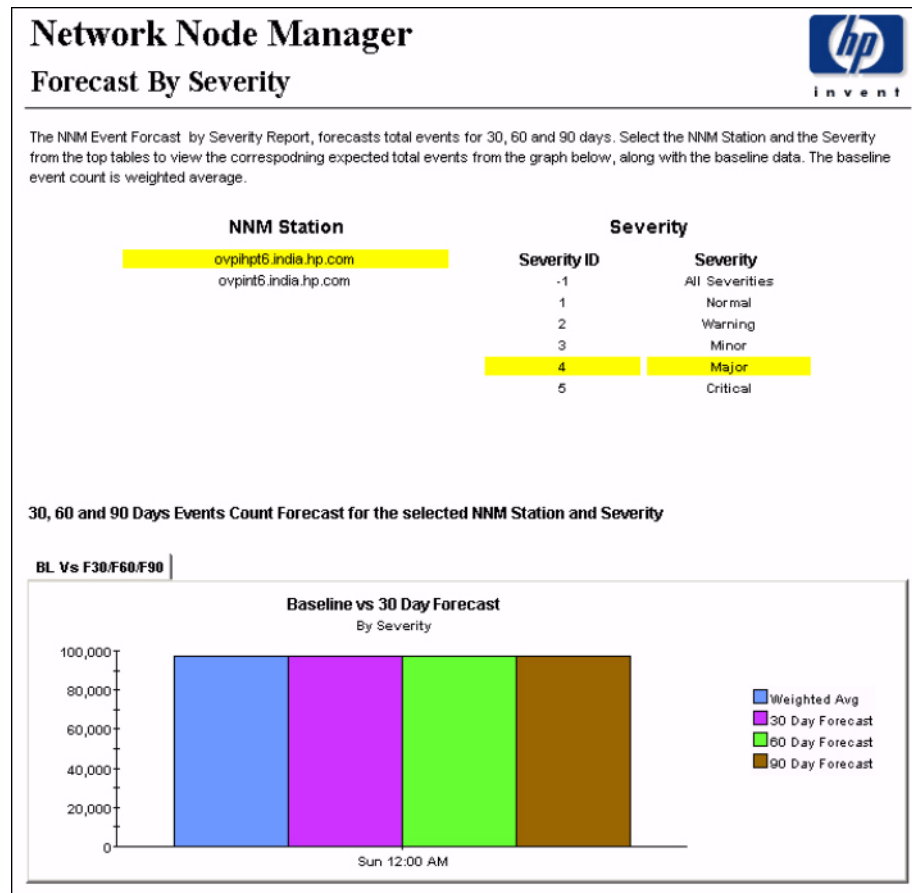 Network Node Manager
Forecast By Severity
hp
invent
The NNM Event Forcast by Severity Report, forecasts total events for 30, 60 and 90 days. Select the NNM Station and the Severity
from the top tables to view the correspodning expected total events from the graph below, along with the baseline data. The baseline
event count is weighted average.
NNM Station
ovpihpt6.india.hp.com
ovpint6.india.hp.com
Severity
Severity ID Severity
-1 All Severities
1 Normal
2 Warning
3 Minor
4 Major
5 Critical
30, 60 and 90 Days Events Count Forecast for the selected NNM Station and Severity
BL Vs F30/F60/F90
Baseline vs 30 Day Forecast
By Severity
100,000
80,000
60,000
40,000
20,000
0
Sun 12:00 AM
Weighted Avg
30 Day Forecast
60 Day Forecast
90 Day Forecast